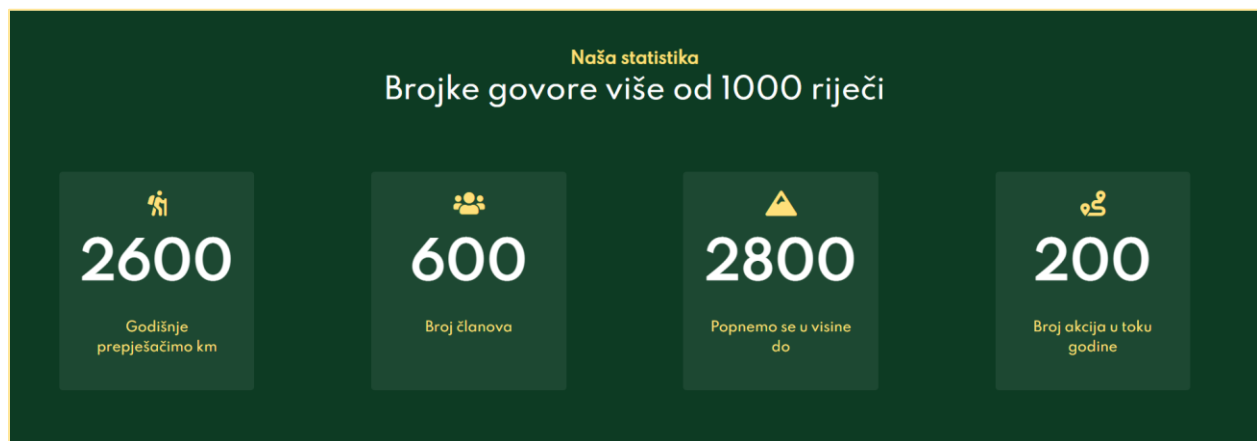 Naša statistika
Brojke govore više od 1000 riječi
2600
Godišnje
prepješačimo km
600
Broj članova
2800
Popnemo se u visine
do
200
Broj akcija u toku
godine